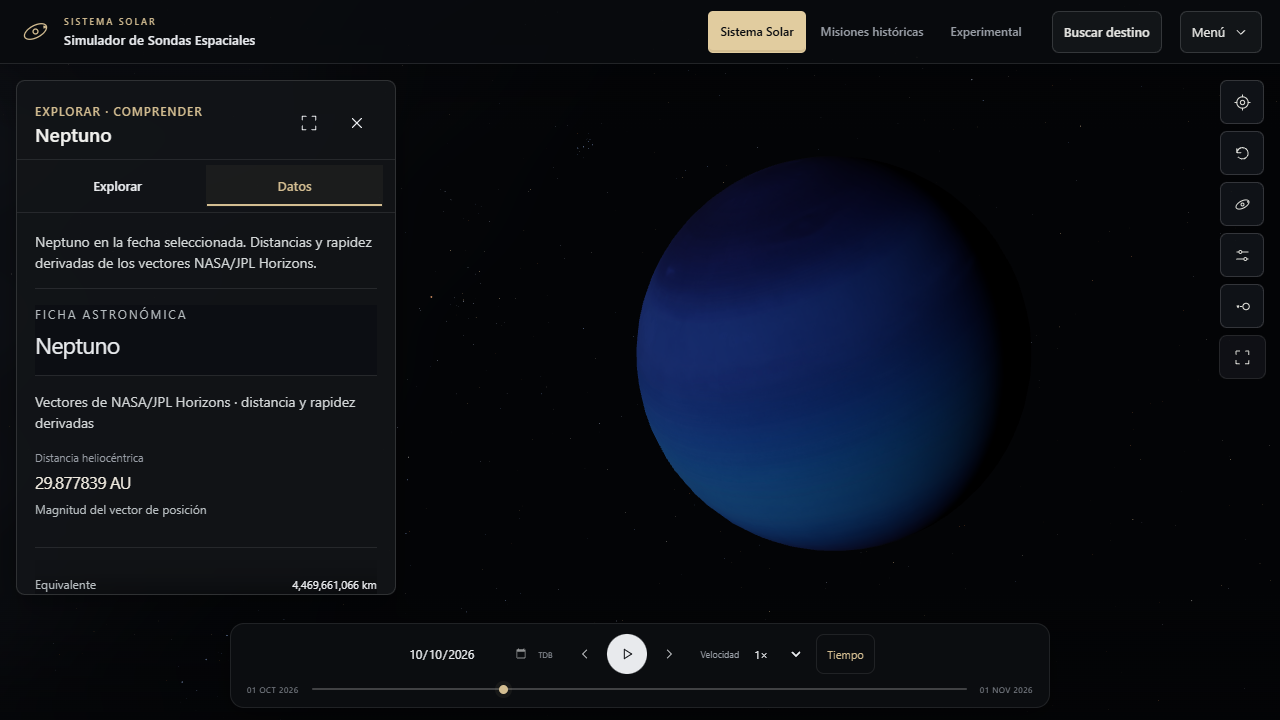 SISTEMA SOLAR
Simulador de Sondas Espaciales
Sistema Solar
Misiones históricas
Experimental
Buscar destino
Menú
EXPLORAR · COMPRENDER
Neptuno
Explorar
Datos
Neptuno en la fecha seleccionada. Distancias y rapidez
derivadas de los vectores NASA/JPL Horizons.
FICHA ASTRONÓMICA
Neptuno
Vectores de NASA/JPL Horizons · distancia y rapidez
derivadas
Distancia heliocéntrica
29.877839 AU
Magnitud del vector de posición
Equivalente 4,469,661,066 km
10/10/2026
TDB
Velocidad
1×
Tiempo
01 OCT 2026
01 NOV 2026